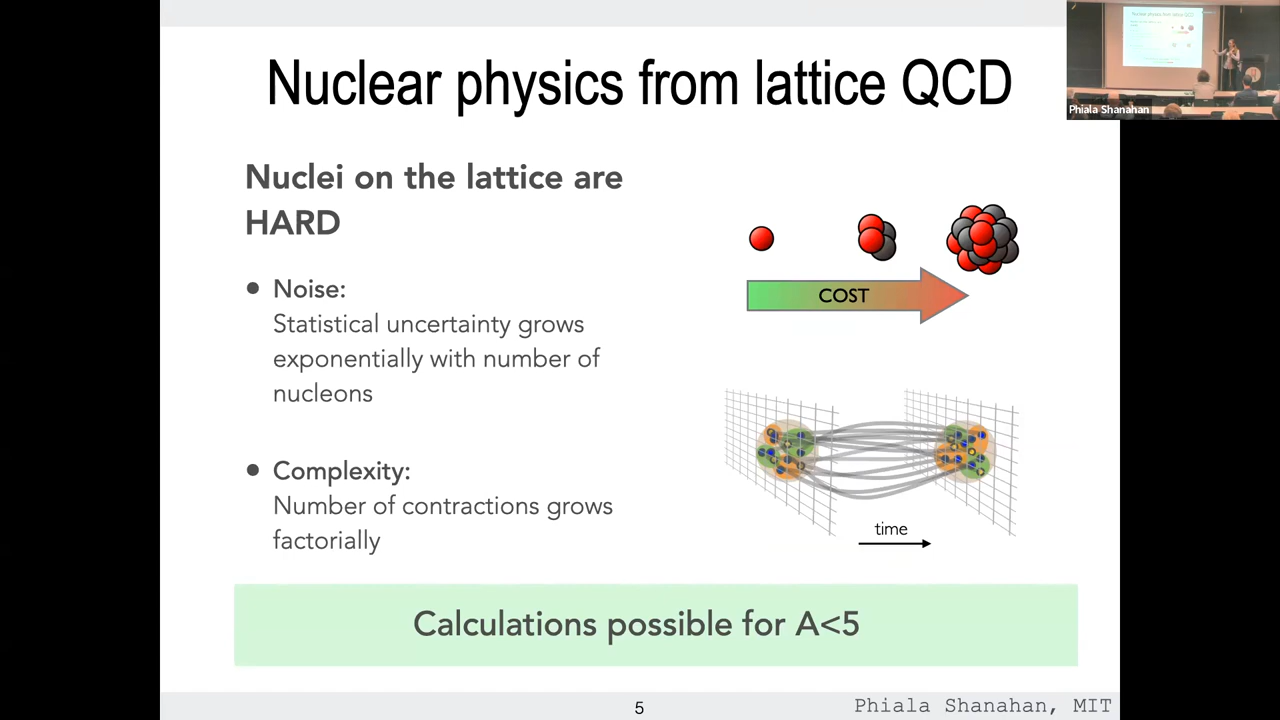 Nuclear physics from lattice QCD
Phiala Shanahan
Nuclei on the lattice are
HARD
• Noise:
Statistical uncertainty grows
exponentially with number of
nucleons
• Complexity:
Number of contractions grows
factorially
COST
time
Calculations possible for A<5
5
Phiala Shanahan, MIT